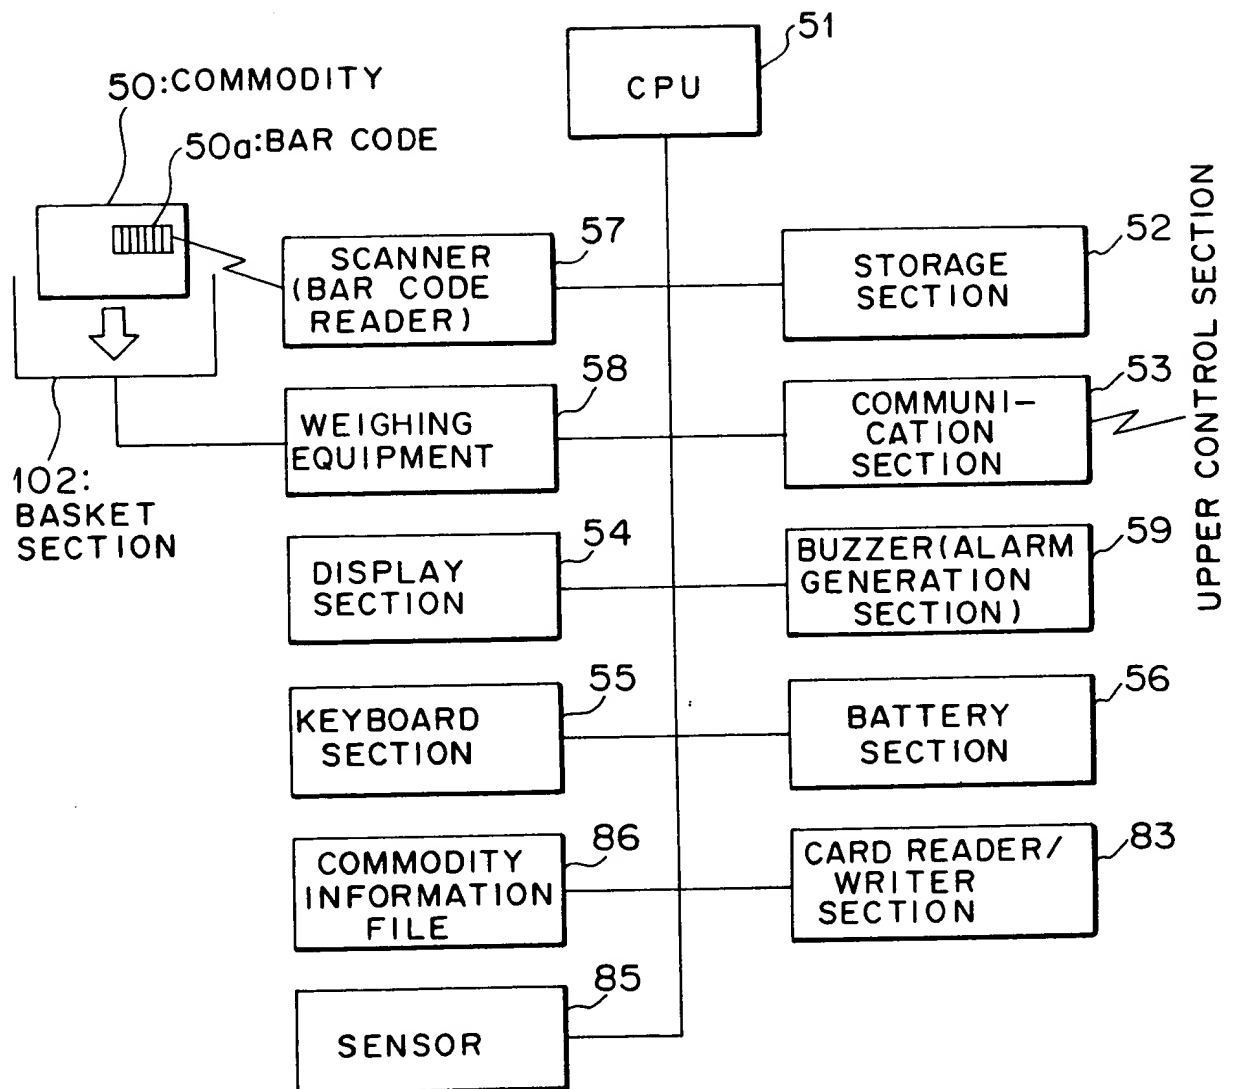 51
CPU
50:COMMODITY
50a:BAR CODE
57
SCANNER
(BAR CODE
READER)
52
STORAGE
SECTION
UPPER CONTROL SECTION
58
WEIGHING
EQUIPMENT
53
COMMUNI-
CATION
SECTION
102:
BASKET
SECTION
54
DISPLAY
SECTION
59
BUZZER(ALARM
GENERATION
SECTION)
55
KEYBOARD
SECTION
56
BATTERY
SECTION
86
COMMODITY
INFORMATION
FILE
83
CARD READER/
WRITER
SECTION
85
SENSOR